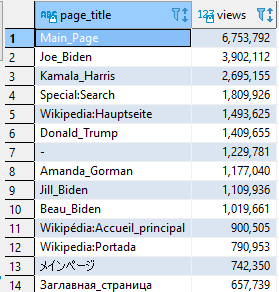 page_title 123 views
1 Main_Page 6,753,792
2 Joe_Biden 3,902,112
3 Kamala_Harris 2,695,155
4 Special:Search 1,809,926
5 Wikipedia:Hauptseite 1,493,625
6 Donald_Trump 1,409,655
7 - 1,229,781
8 Amanda_Gorman 1,177,040
9 Jill_Biden 1,109,936
10 Beau_Biden 1,019,661
11 Wikipédia:Accueil_principal 900,505
12 Wikipedia:Portada 790,953
13 メインページ 742,350
14 Заглавная_страница 657,739